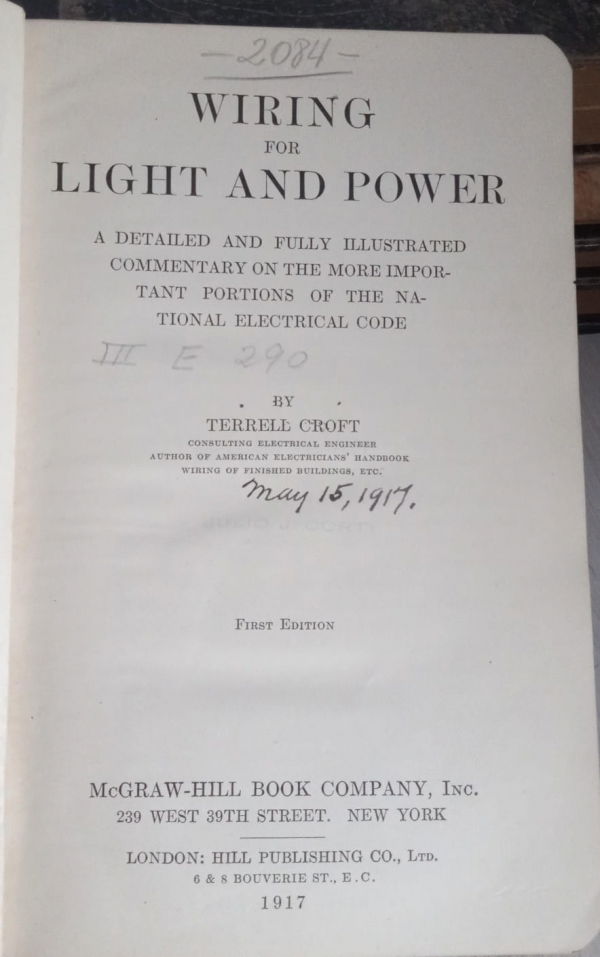 - 2084 -
WIRING
FOR
LIGHT AND POWER
A DETAILED AND FULLY ILLUSTRATED
COMMENTARY ON THE MORE IMPOR-
TANT PORTIONS OF THE NA-
TIONAL ELECTRICAL CODE
III E 290
BY
TERRELL CROFT
CONSULTING ELECTRICAL ENGINEER
AUTHOR OF AMERICAN ELECTRICIANS' HANDBOOK
WIRING OF FINISHED BUILDINGS, ETC.
May 15, 1917.
FIRST EDITION
McGRAW-HILL BOOK COMPANY, INC.
239 WEST 39TH STREET. NEW YORK
LONDON: HILL PUBLISHING CO., LTD.
6 & 8 BOUVERIE ST., E.C.
1917